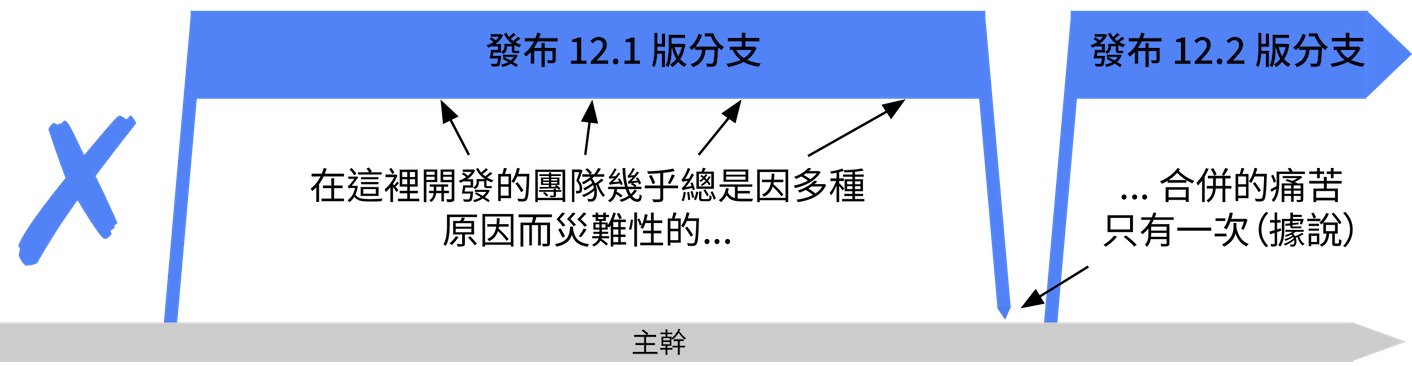 發布 12.1 版分支
發布 12.2 版分支
在這裡開發的團隊幾乎總是因多種
原因而災難性的...
... 合併的痛苦
只有一次(據說)
主幹